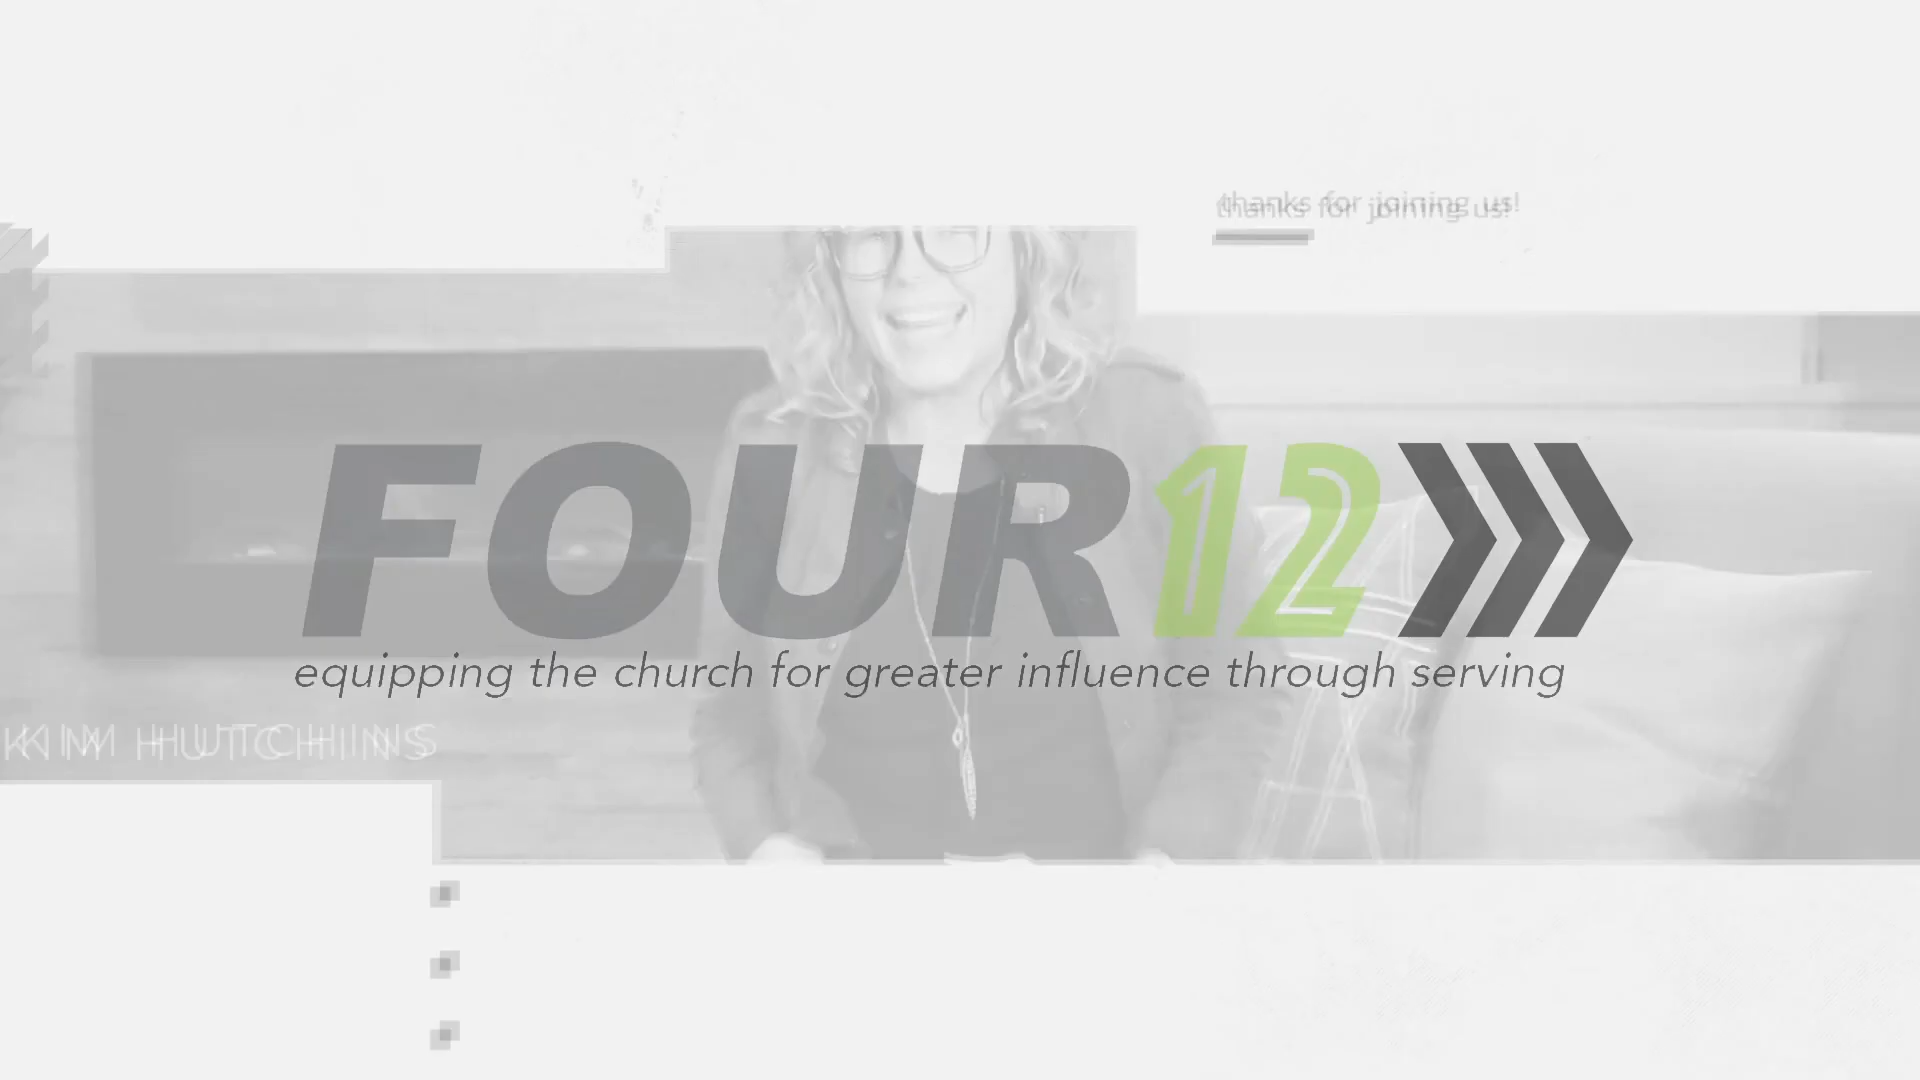 thanks for joining us!
FOUR12
equipping the church for greater influence through serving
KIM HUTCHINS